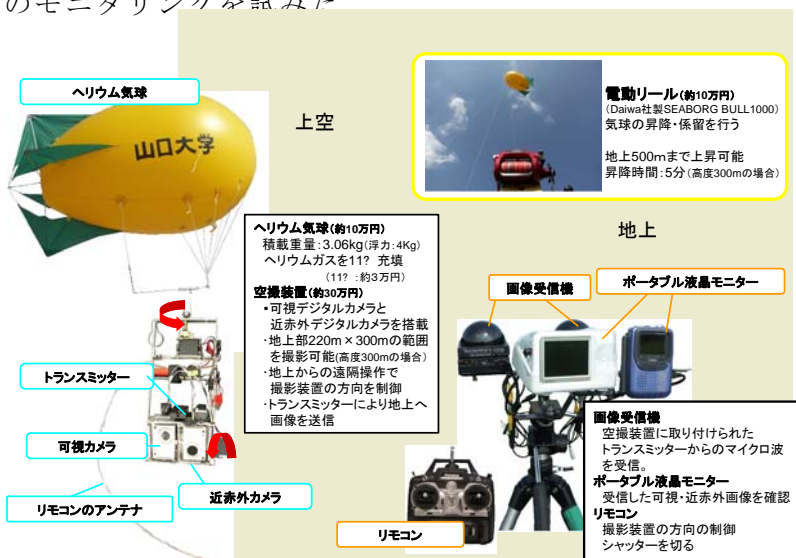 のモニタリングを試みた
ヘリウム気球
山口大学
上空
電動リール(約10万円)
(Daiwa社製SEABORG BULL1000)
気球の昇降・係留を行う
地上500mまで上昇可能
昇降時間:5分(高度300mの場合)
地上
ヘリウム気球(約10万円)
積載重量:3.06kg(浮力:4Kg)
ヘリウムガスを11? 充填
(11? :約3万円)
空撮装置(約30万円)
・可視デジタルカメラと
近赤外デジタルカメラを搭載
・地上部220m×300mの範囲
を撮影可能(高度300mの場合)
・地上からの遠隔操作で
撮影装置の方向を制御
・トランスミッターにより地上へ
画像を送信
トランスミッター
可視カメラ
近赤外カメラ
リモコンのアンテナ
画像受信機
ポータブル液晶モニター
リモコン
画像受信機
空撮装置に取り付けられた
トランスミッターからのマイクロ波
を受信。
ポータブル液晶モニター
受信した可視・近赤外画像を確認
リモコン
撮影装置の方向の制御
シャッターを切る